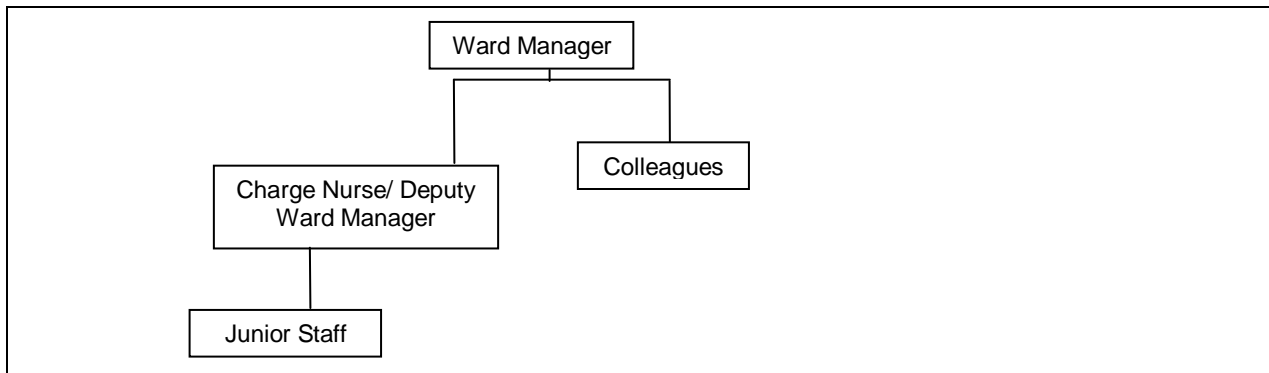 Ward Manager
Colleagues
Charge Nurse/ Deputy
Ward Manager
Junior Staff